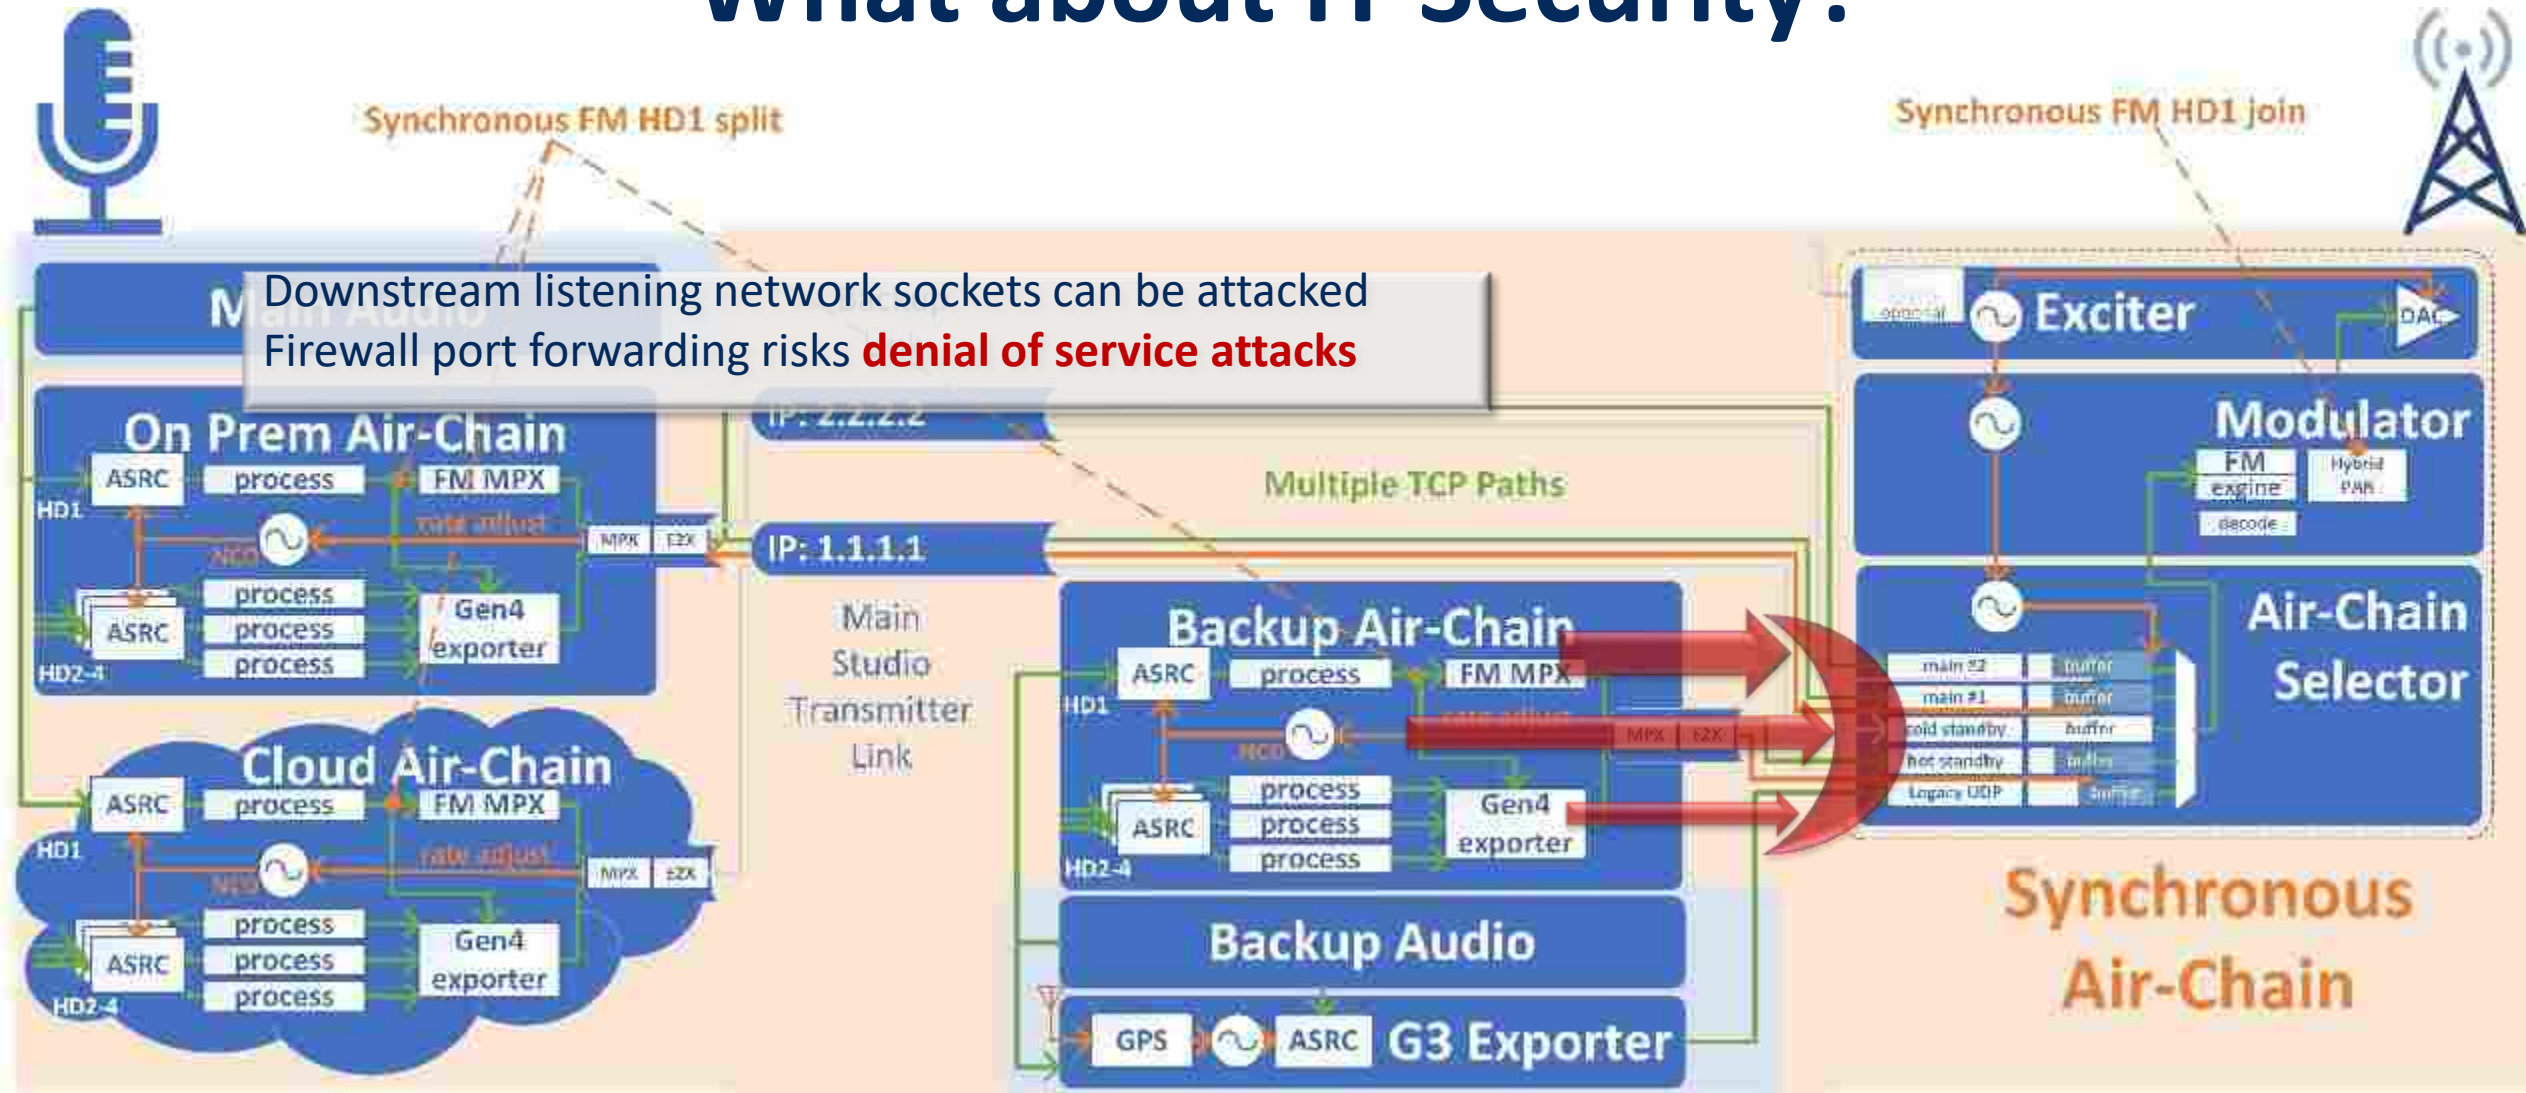 What about IT Security?
Synchronous FM HD1 split
Synchronous FM HD1 join
Main Audio
Downstream listening network sockets can be attacked
Firewall port forwarding risks denial of service attacks
On Prem Air-Chain
ASRC
process
FM MPX
HD1
rate adjust
NCO
MPX
E2X
process
process
process
ASRC
Gen4
exporter
HD2-4
Cloud Air-Chain
ASRC
process
FM MPX
HD1
rate adjust
NCO
MPX
E2X
process
process
process
ASRC
Gen4
exporter
HD2-4
IP: 2.2.2.2
Multiple TCP Paths
IP: 1.1.1.1
Main
Studio
Transmitter
Link
Backup Air-Chain
ASRC
process
FM MPX
HD1
NCO
MPX
E2X
process
process
process
ASRC
Gen4
exporter
HD2-4
Backup Audio
GPS
ASRC
G3 Exporter
optional
Exciter
DAC
Modulator
FM
exgine
decode
Hybrid
PAR
Air-Chain
Selector
main #2
buffer
main #1
buffer
cold standby
buffer
hot standby
buffer
Legacy UDP
buffer
Synchronous
Air-Chain